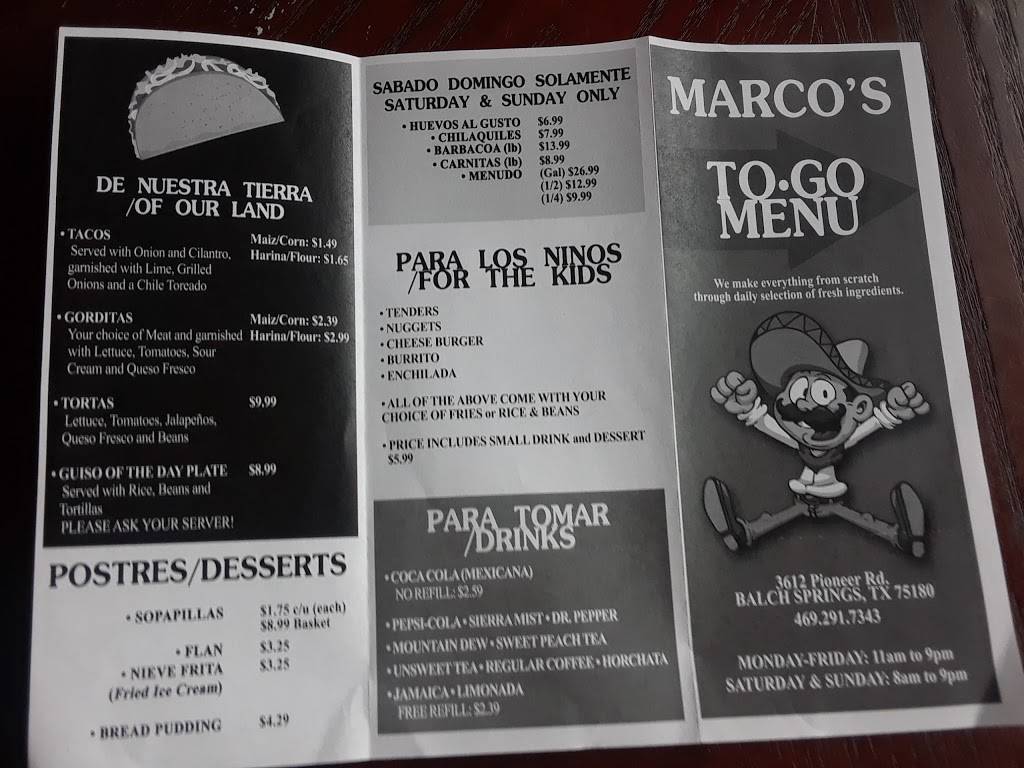 DE NUESTRA TIERRA
/OF OUR LAND
• TACOS Maiz/Corn: $1.49
Served with Onion and Cilantro, Harina/Flour: $1.65
garnished with Lime, Grilled
Onions and a Chile Toreado
• GORDITAS Maiz/Corn: $2.39
Your choice of Meat and garnished Harina/Flour: $2.99
with Lettuce, Tomatoes, Sour
Cream and Queso Fresco
• TORTAS $9.99
Lettuce, Tomatoes, Jalapeños,
Queso Fresco and Beans
• GUISO OF THE DAY PLATE $8.99
Served with Rice, Beans and
Tortillas
PLEASE ASK YOUR SERVER!
POSTRES/DESSERTS
• SOPAPILLAS $1.75 c/u (each)
$8.99 Basket
• FLAN $3.25
• NIEVE FRITA $3.25
(Fried Ice Cream)
• BREAD PUDDING $4.29
SABADO DOMINGO SOLAMENTE
SATURDAY & SUNDAY ONLY
• HUEVOS AL GUSTO $6.99
• CHILAQUILES $7.99
• BARBACOA (lb) $13.99
• CARNITAS (lb) $8.99
• MENUDO (Gal) $26.99
(1/2) $12.99
(1/4) $9.99
PARA LOS NINOS
/FOR THE KIDS
• TENDERS
• NUGGETS
• CHEESE BURGER
• BURRITO
• ENCHILADA
• ALL OF THE ABOVE COME WITH YOUR
CHOICE OF FRIES or RICE & BEANS
• PRICE INCLUDES SMALL DRINK and DESSERT
$5.99
PARA TOMAR
/DRINKS
• COCA COLA (MEXICANA)
NO REFILL: $2.59
• PEPSI-COLA • SIERRA MIST • DR. PEPPER
• MOUNTAIN DEW • SWEET PEACH TEA
• UNSWEET TEA • REGULAR COFFEE • HORCHATA
• JAMAICA • LIMONADA
FREE REFILL: $2.39
MARCO'S
TO•GO
MENU
We make everything from scratch
through daily selection of fresh ingredients.
3612 Pioneer Rd.
BALCH SPRINGS, TX 75180
469.291.7343
MONDAY-FRIDAY: 11am to 9pm
SATURDAY & SUNDAY: 8am to 9pm